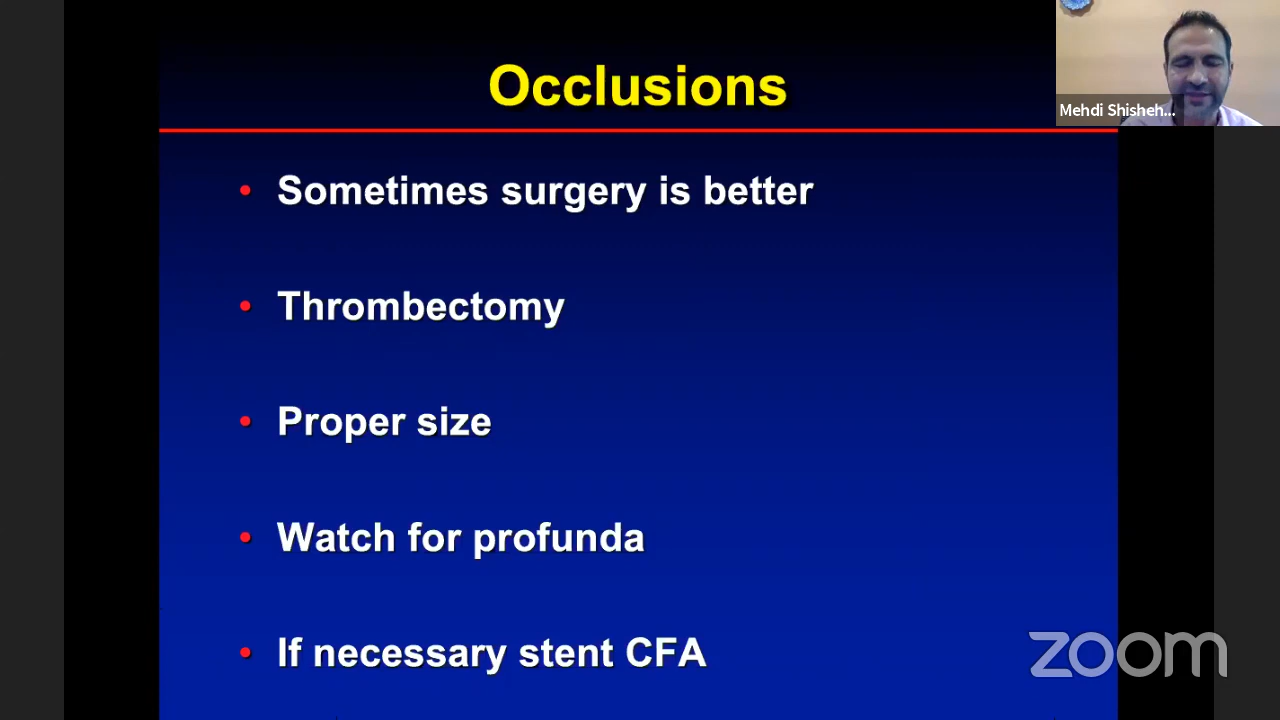 Occlusions
Mehdi Shisheh...
• Sometimes surgery is better
• Thrombectomy
• Proper size
• Watch for profunda
• If necessary stent CFA
zoom